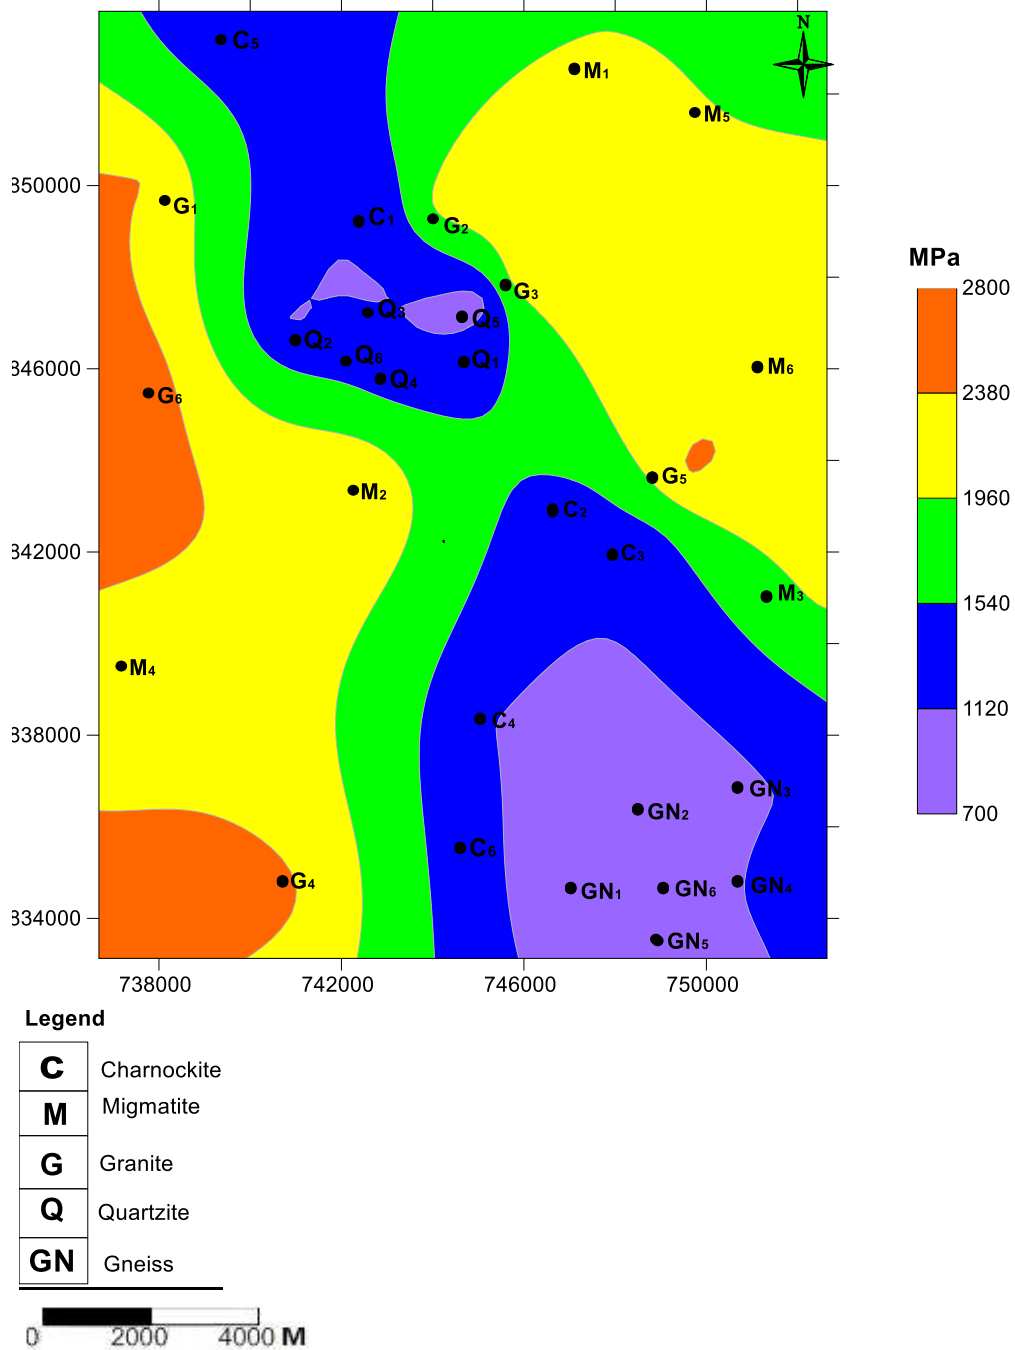 N
C5
M1
M5
350000
G1
C1
G2
MPa
2800
G3
Q3
Q5
Q2
Q6
Q1
Q4
346000
M6
2380
G6
G5
M2
1960
C2
342000
C3
M3
1540
M4
C4
1120
338000
GN3
GN2
700
C6
G4
GN1
GN6
GN4
334000
GN5
738000
742000
746000
750000
Legend
C Charnockite
M Migmatite
G Granite
Q Quartzite
GN Gneiss
0 2000 4000 M